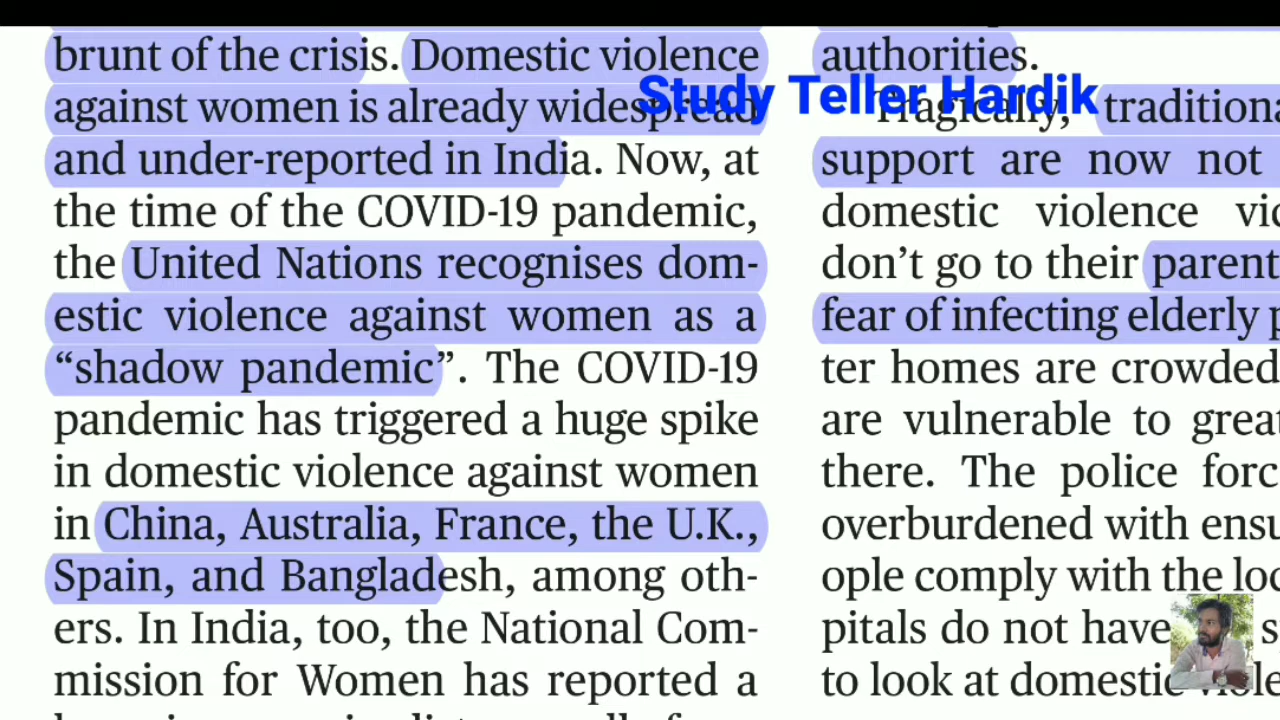 brunt of the crisis. Domestic violence
against women is already widespread
and under-reported in India. Now, at
the time of the COVID-19 pandemic,
the United Nations recognises dom-
estic violence against women as a
“shadow pandemic”. The COVID-19
pandemic has triggered a huge spike
in domestic violence against women
in China, Australia, France, the U.K.,
Spain, and Bangladesh, among oth-
ers. In India, too, the National Com-
mission for Women has reported a
authorities.
Study Teller Hardik
Tragically, traditiona
support are now not
domestic violence vic
don’t go to their parent
fear of infecting elderly p
ter homes are crowded
are vulnerable to great
there. The police forc
overburdened with ensu
ople comply with the loc
pitals do not have sp
to look at domestic viole